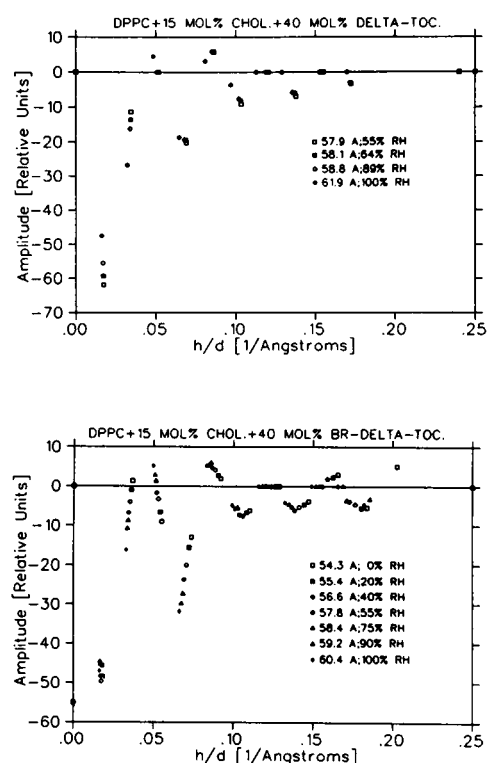 DPPC+15 MOL% CHOL.+40 MOL% DELTA-TOC.
Amplitude [Relative Units]
10
0
-10
-20
-30
-40
-50
-60
-70
57.9 A;55% RH
58.1 A;64% RH
58.8 A;89% RH
61.9 A;100% RH
.00 .05 .10 .15 .20 .25
h/d [1/Angstroms]
DPPC+15 MOL% CHOL.+40 MOL% BR-DELTA-TOC.
Amplitude [Relative Units]
10
0
-10
-20
-30
-40
-50
-60
54.3 A; 0% RH
55.4 A;20% RH
56.6 A;40% RH
57.8 A;55% RH
58.4 A;75% RH
59.2 A;90% RH
60.4 A;100% RH
.00 .05 .10 .15 .20 .25
h/d [1/Angstroms]